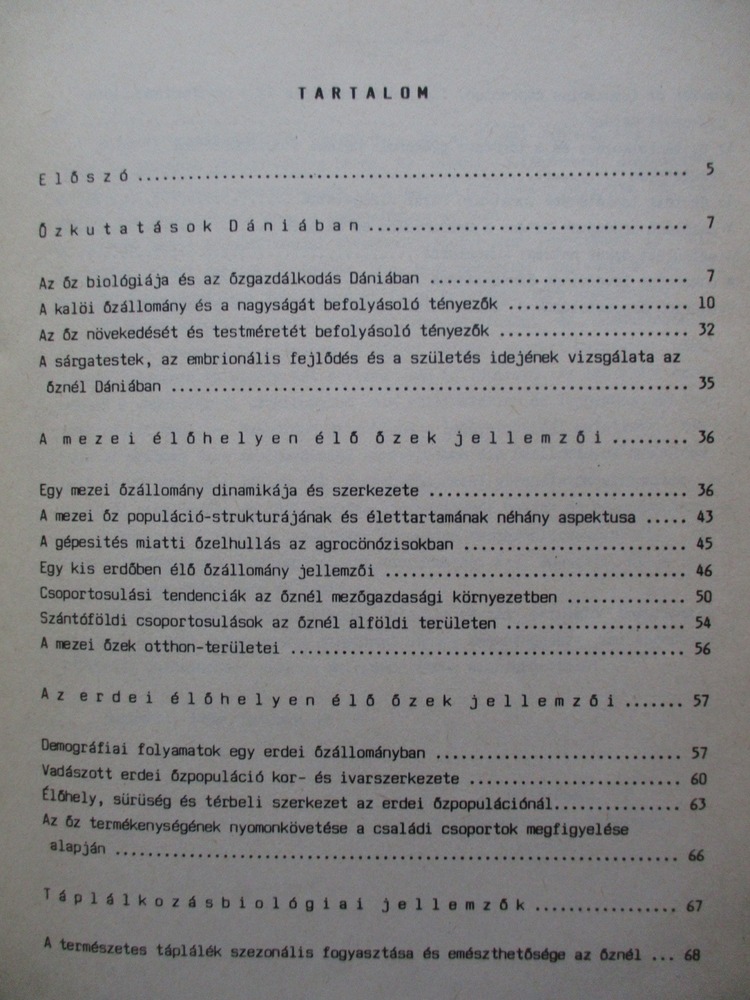 TARTALOM
Előszó ........ 5
Őzkutatások Dániában ........ 7
Az őz biológiája és az őzgazdálkodás Dániában ........ 7
A kalöi őzállomány és a nagyságát befolyásoló tényezők ........ 10
Az őz növekedését és testméretét befolyásoló tényezők ........ 32
A sárgatestek, az embrionális fejlődés és a születés idejének vizsgálata az
őznél Dániában ........ 35
A mezei élőhelyen élő őzek jellemzői ......... 36
Egy mezei őzállomány dinamikája és szerkezete ........ 36
A mezei őz populáció-strukturájának és élettartamának néhány aspektusa ..... 43
A gépesités miatti őzelhullás az agrocönózisokban ........ 45
Egy kis erdőben élő őzállomány jellemzői ........ 46
Csoportosulási tendenciák az őznél mezőgazdasági környezetben ........ 50
Szántóföldi csoportosulások az őznél alföldi területen ........ 54
A mezei őzek otthon-területei ........ 56
Az erdei élőhelyen élő őzek jellemzői ....... 57
Demográfiai folyamatok egy erdei őzállományban ........ 57
Vadászott erdei őzpopuláció kor- és ivarszerkezete ........ 60
Élőhely, sürüség és térbeli szerkezet az erdei őzpopulációnál........ 63
Az őz termékenységének nyomonkövetése a családi csoportok megfigyelése
alapján ........ 66
Táplálkozásbiológiai jellemzők ........ 67
A természetes táplálék szezonális fogyasztása és emészthetősége az őznél ... 68